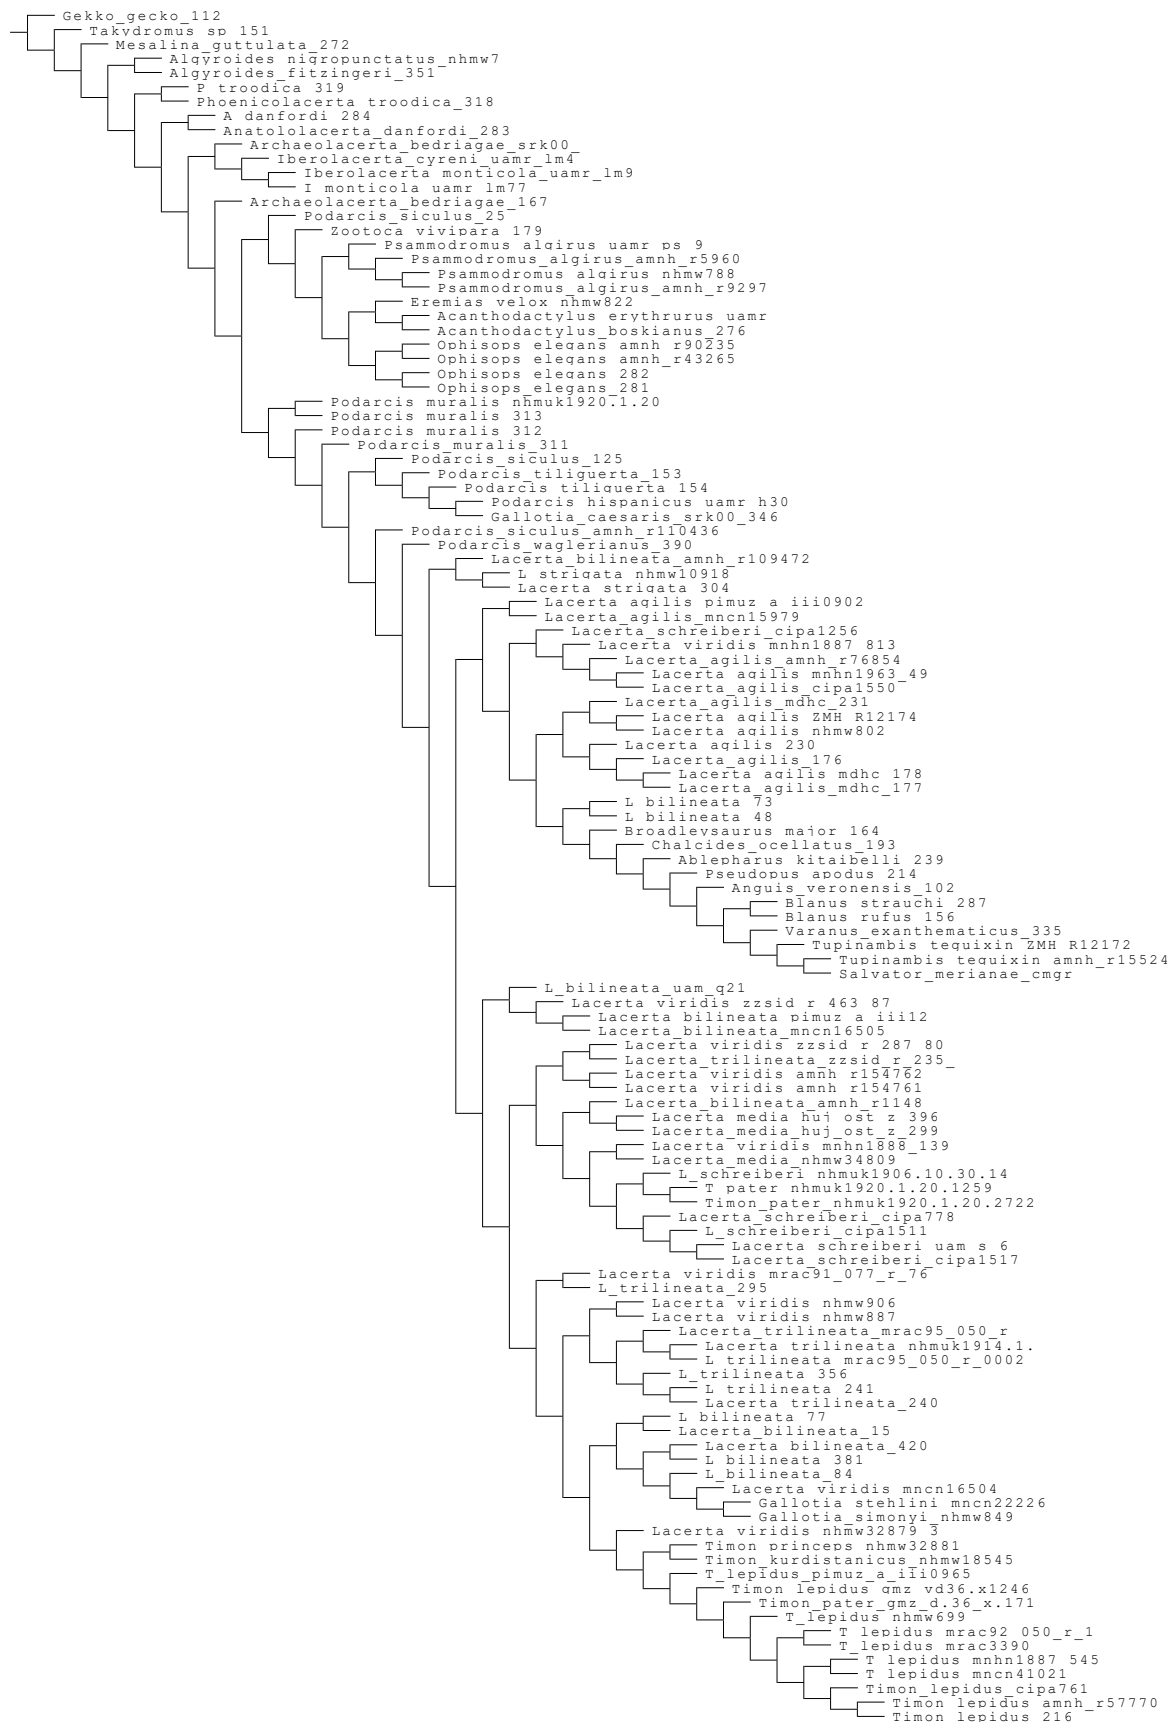 Gekko_gecko_112
Takydromus_sp_151
Mesalina_guttulata_272
Algyroides_nigropunctatus_nhmw7
Algyroides_fitzingeri_351
P_troodica_319
Phoenicolacerta_troodica_318
A_danfordi_284
Anatololacerta_danfordi_283
Archaeolacerta_bedriagae_srk00_
Iberolacerta_cyreni_uamr_lm4
Iberolacerta_monticola_uamr_lm9
I_monticola_uamr_lm77
Archaeolacerta_bedriagae_167
Podarcis_siculus_25
Zootoca_vivipara_179
Psammodromus_algirus_uamr_ps_9
Psammodromus_algirus_amnh_r5960
Psammodromus_algirus_nhmw788
Psammodromus_algirus_amnh_r9297
Eremias_velox_nhmw822
Acanthodactylus_erythrurus_uamr
Acanthodactylus_boskianus_276
Ophisops_elegans_amnh_r90235
Ophisops_elegans_amnh_r43265
Ophisops_elegans_282
Ophisops_elegans_281
Podarcis_muralis_nhmuk1920.1.20
Podarcis_muralis_313
Podarcis_muralis_312
Podarcis_muralis_311
Podarcis_siculus_125
Podarcis_tiliguerta_153
Podarcis_tiliguerta_154
Podarcis_hispanicus_uamr_h30
Gallotia_caesaris_srk00_346
Podarcis_siculus_amnh_r110436
Podarcis_waglerianus_390
Lacerta_bilineata_amnh_r109472
L_strigata_nhmw10918
Lacerta_strigata_304
Lacerta_agilis_pimuz_a_iii0902
Lacerta_agilis_mncn15979
Lacerta_schreiberi_cipa1256
Lacerta_viridis_mnhn1887_813
Lacerta_agilis_amnh_r76854
Lacerta_agilis_mnhn1963_49
Lacerta_agilis_cipa1550
Lacerta_agilis_mdhc_231
Lacerta_agilis_ZMH_R12174
Lacerta_agilis_nhmw802
Lacerta_agilis_230
Lacerta_agilis_176
Lacerta_agilis_mdhc_178
Lacerta_agilis_mdhc_177
L_bilineata_73
L_bilineata_48
Broadleysaurus_major_164
Chalcides_ocellatus_193
Ablepharus_kitaibelli_239
Pseudopus_apodus_214
Anguis_veronensis_102
Blanus_strauchi_287
Blanus_rufus_156
Varanus_exanthematicus_335
Tupinambis_teguixin_ZMH_R12172
Tupinambis_teguixin_amnh_r15524
Salvator_merianae_cmgr
L_bilineata_uam_q21
Lacerta_viridis_zzsid_r_463_87
Lacerta_bilineata_pimuz_a_iii12
Lacerta_bilineata_mncn16505
Lacerta_viridis_zzsid_r_287_80
Lacerta_trilineata_zzsid_r_235_
Lacerta_viridis_amnh_r154762
Lacerta_viridis_amnh_r154761
Lacerta_bilineata_amnh_r1148
Lacerta_media_huj_ost_z_396
Lacerta_media_huj_ost_z_299
Lacerta_viridis_mnhn1888_139
Lacerta_media_nhmw34809
L_schreiberi_nhmuk1906.10.30.14
T_pater_nhmuk1920.1.20.1259
Timon_pater_nhmuk1920.1.20.2722
Lacerta_schreiberi_cipa778
L_schreiberi_cipa1511
Lacerta_schreiberi_uam_s_6
Lacerta_schreiberi_cipa1517
Lacerta_viridis_mrac91_077_r_76
L_trilineata_295
Lacerta_viridis_nhmw906
Lacerta_viridis_nhmw887
Lacerta_trilineata_mrac95_050_r
Lacerta_trilineata_nhmuk1914.1.
L_trilineata_mrac95_050_r_0002
L_trilineata_356
L_trilineata_241
Lacerta_trilineata_240
L_bilineata_77
Lacerta_bilineata_15
Lacerta_bilineata_420
L_bilineata_381
L_bilineata_84
Lacerta_viridis_mncn16504
Gallotia_stehlini_mncn22226
Gallotia_simonyi_nhmw849
Lacerta_viridis_nhmw32879_3
Timon_princeps_nhmw32881
Timon_kurdistanicus_nhmw18545
T_lepidus_pimuz_a_iii0965
Timon_lepidus_gmz_vd36.x1246
Timon_pater_gmz_d.36_x.171
T_lepidus_nhmw699
T_lepidus_mrac92_050_r_1
T_lepidus_mrac3390
T_lepidus_mnhn1887_545
T_lepidus_mncn41021
Timon_lepidus_cipa761
Timon_lepidus_amnh_r57770
Timon_lepidus_216